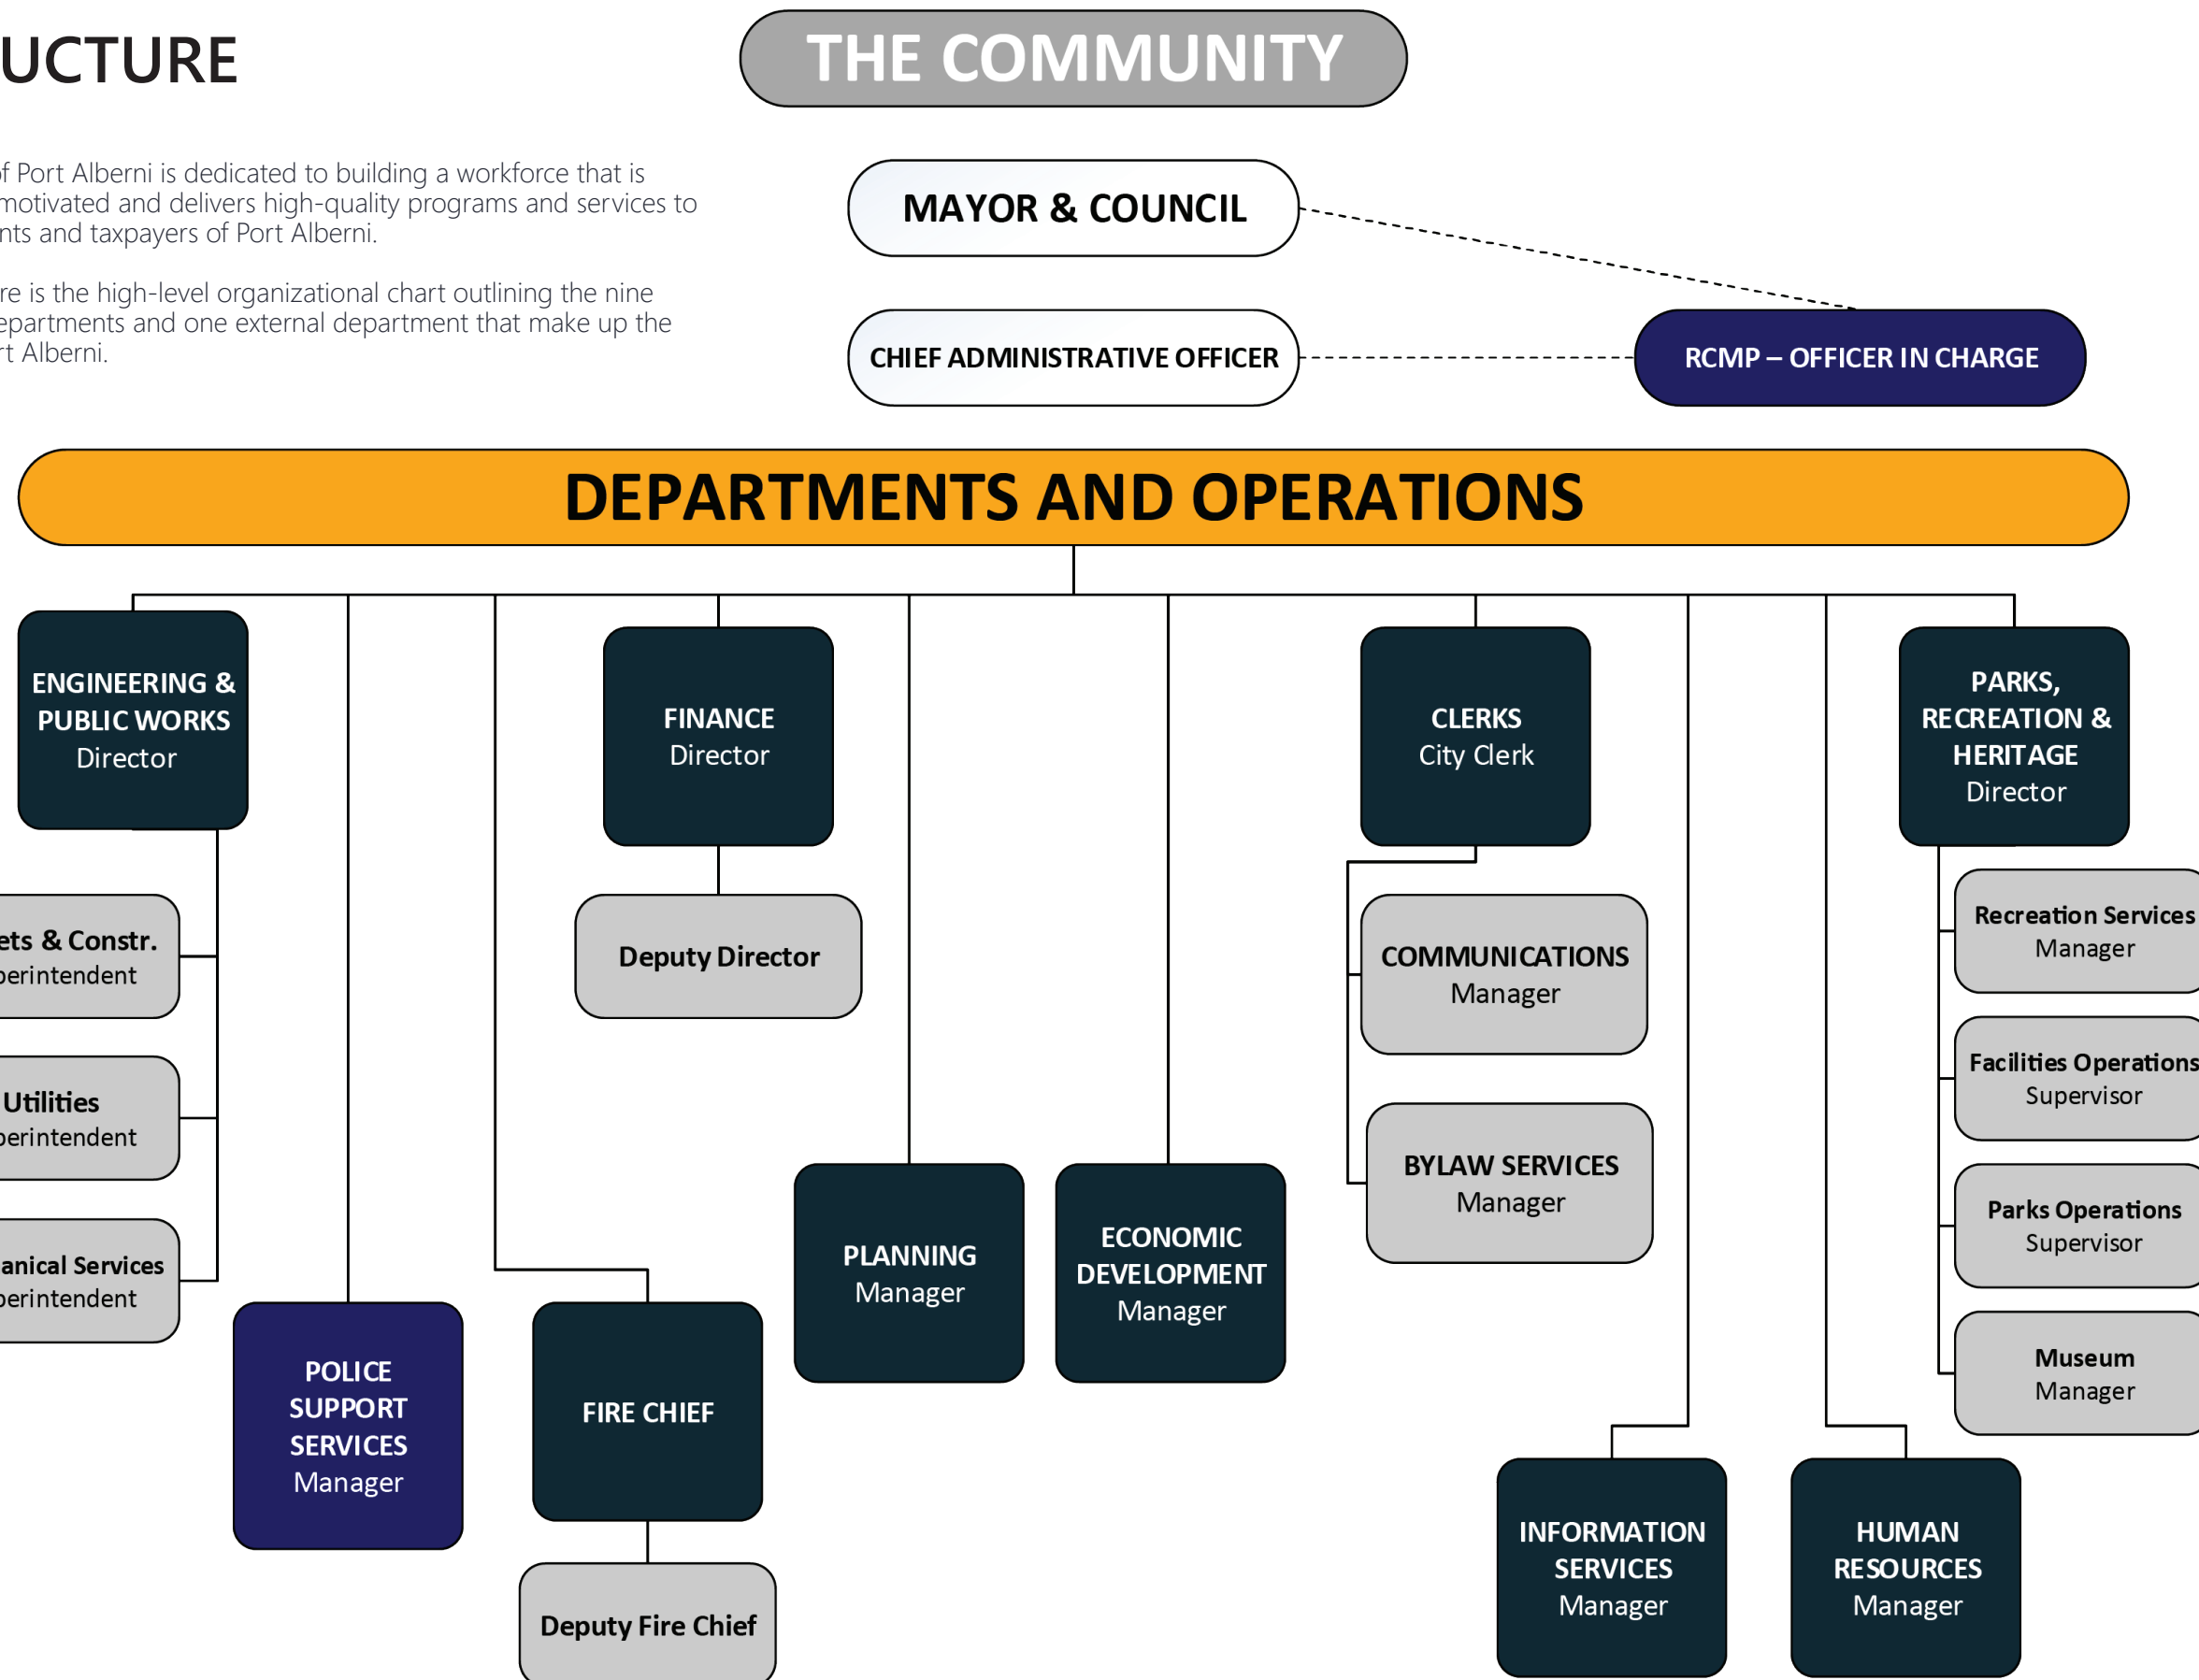 UCTURE
THE COMMUNITY
of Port Alberni is dedicated to building a workforce that is
motivated and delivers high-quality programs and services to
nts and taxpayers of Port Alberni.
re is the high-level organizational chart outlining the nine
epartments and one external department that make up the
rt Alberni.
MAYOR & COUNCIL
CHIEF ADMINISTRATIVE OFFICER
RCMP – OFFICER IN CHARGE
DEPARTMENTS AND OPERATIONS
ENGINEERING &
PUBLIC WORKS
Director
FINANCE
Director
CLERKS
City Clerk
PARKS,
RECREATION &
HERITAGE
Director
ets & Constr.
perintendent
Utilities
perintendent
anical Services
perintendent
Deputy Director
COMMUNICATIONS
Manager
BYLAW SERVICES
Manager
Recreation Services
Manager
Facilities Operations
Supervisor
Parks Operations
Supervisor
Museum
Manager
POLICE
SUPPORT
SERVICES
Manager
FIRE CHIEF
Deputy Fire Chief
PLANNING
Manager
ECONOMIC
DEVELOPMENT
Manager
INFORMATION
SERVICES
Manager
HUMAN
RESOURCES
Manager